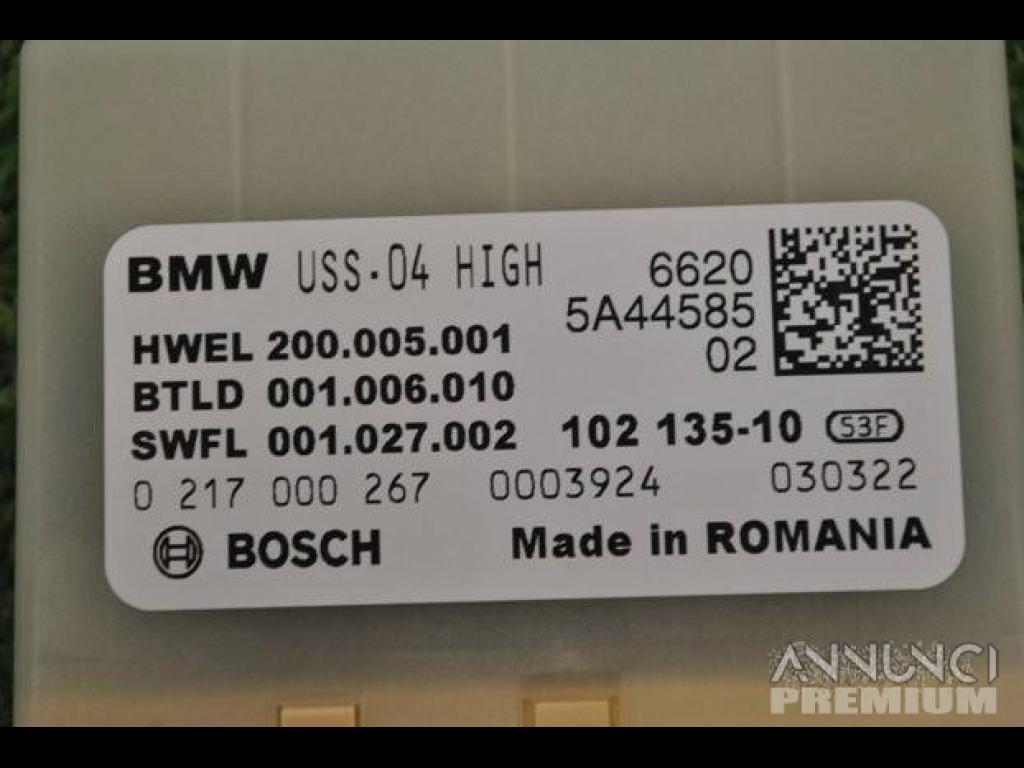 BMW USS-04 HIGH 6620
5A44585
HWEL 200.005.001
02
BTLD 001.006.010
SWFL 001.027.002 102 135-10 53F
0 217 000 267 0003924 030322
BOSCH Made in ROMANIA
ANNUNCI
PREMIUM